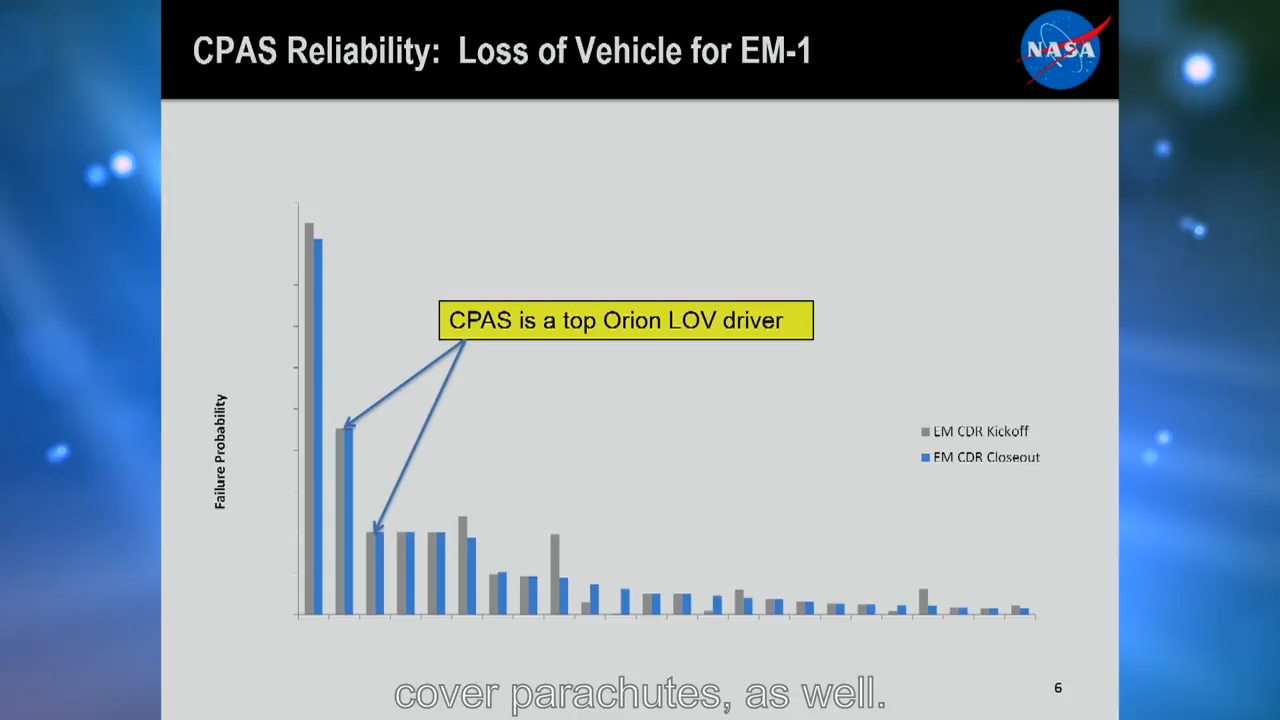 CPAS Reliability: Loss of Vehicle for EM-1
NASA
CPAS is a top Orion LOV driver
Failure Probability
EM CDR Kickoff
EM CDR Closeout
cover parachutes, as well.
6